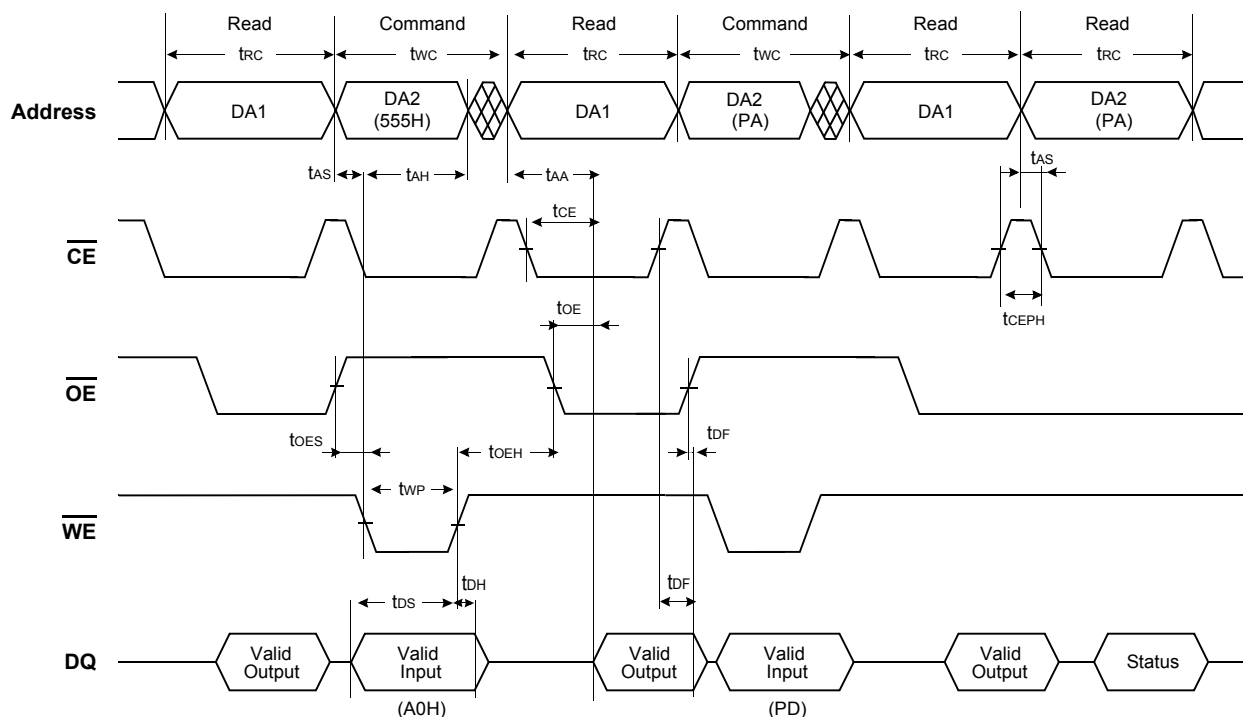 Read Command Read Command Read Read
tRC tWC tRC tWC tRC tRC
Address DA1 DA2 (555H) DA1 DA2 (PA) DA1 DA2 (PA)
tAS tAH tAA tAS
tCE
CE
tCEPH
tOE
OE
tDF
tOES tOEH
tWP
WE
tDH tDF
tDS
DQ Valid Output Valid Input Valid Output Valid Input Valid Output Status
(A0H) (PD)